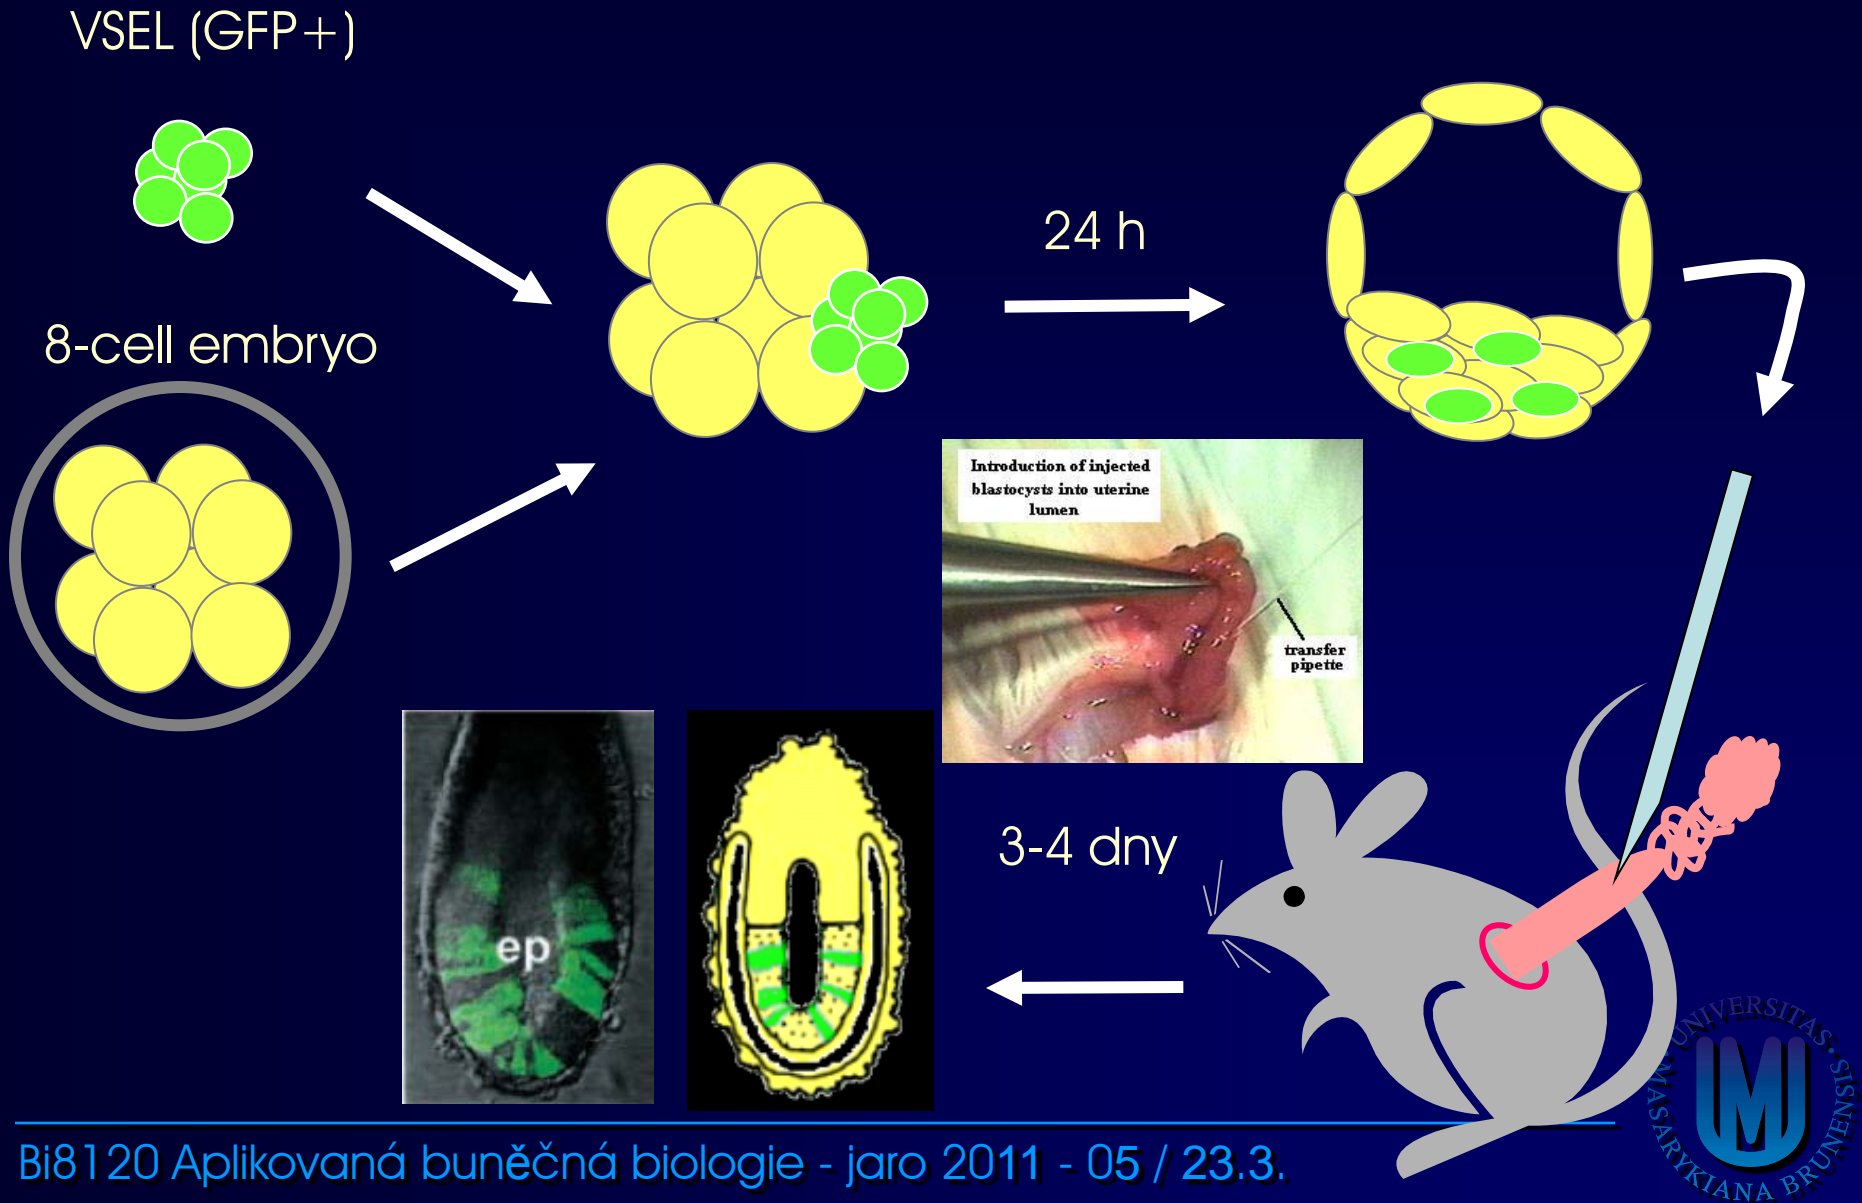 VSEL (GFP+)
24 h
8-cell embryo
Introduction of injected
blastocysts into uterine
lumen
transfer
pipette
3-4 dny
ep
UNIVERSITAS • MASARYKIANA BRUNENSIS •
Bi8120 Aplikovaná buněčná biologie - jaro 2011 - 05 / 23.3.